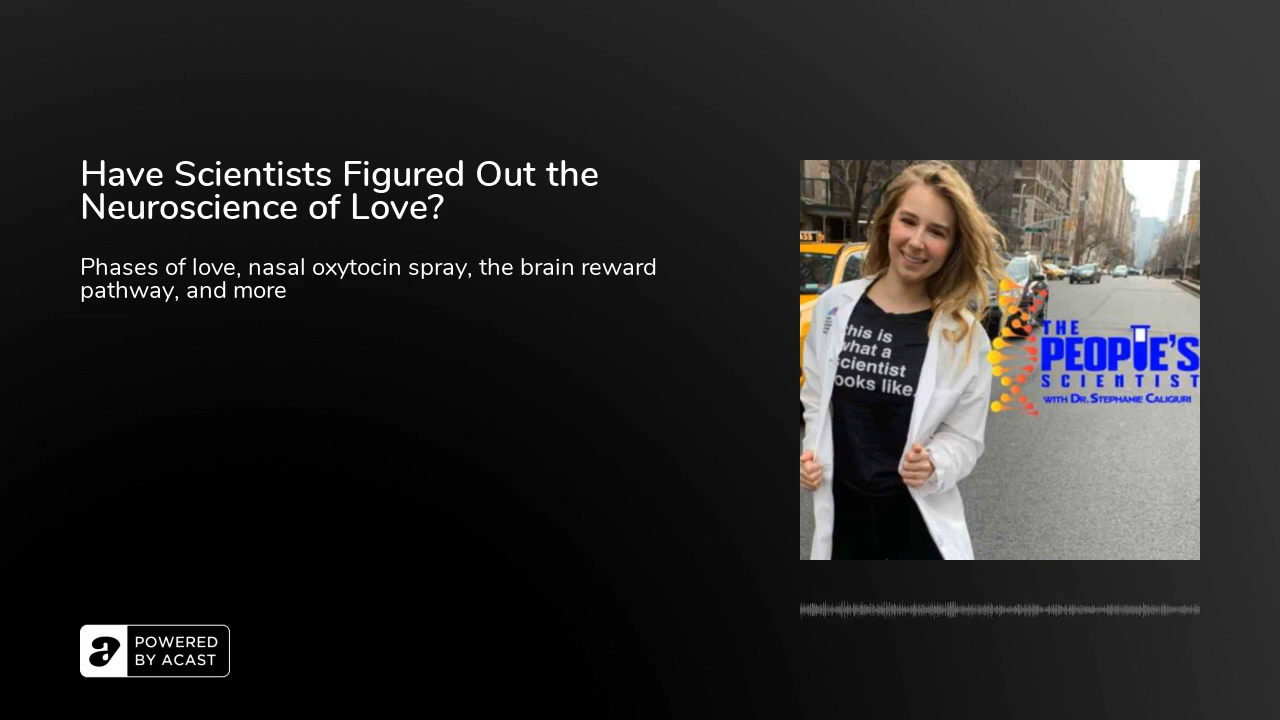 Have Scientists Figured Out the
Neuroscience of Love?
Phases of love, nasal oxytocin spray, the brain reward
pathway, and more
this is
what a
scientist
looks like.
THE
PEOPLE'S
SCIENTIST
WITH DR. STEPHANIE CALIGIURI
a POWERED
BY ACAST